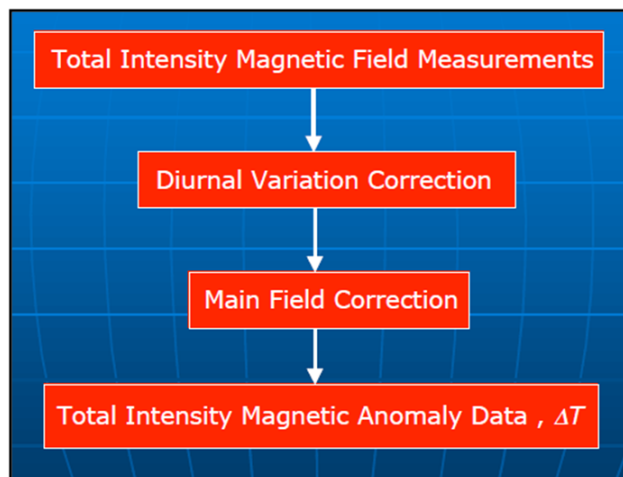 Total Intensity Magnetic Field Measurements
Diurnal Variation Correction
Main Field Correction
Total Intensity Magnetic Anomaly Data , ΔT